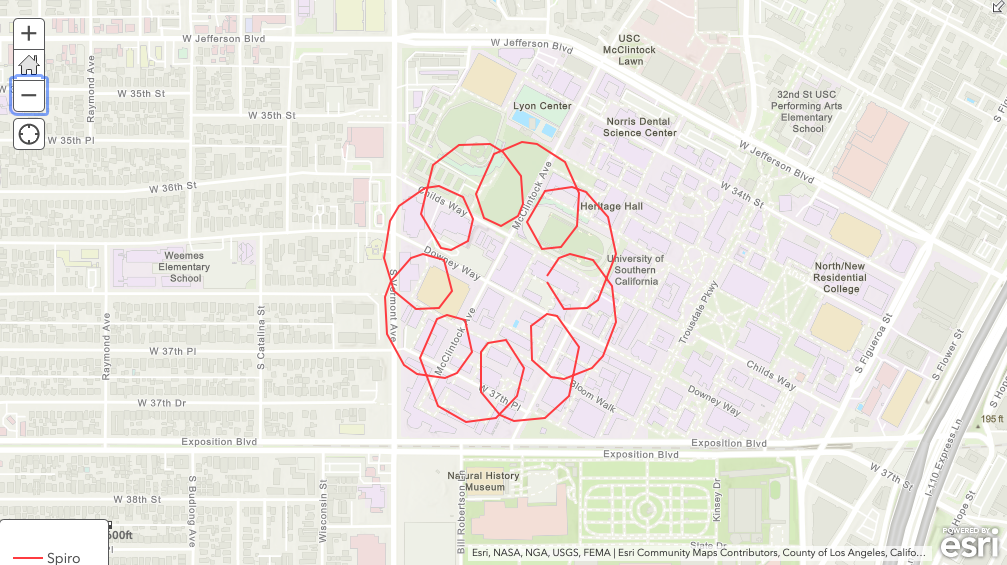 W Jefferson Blvd
W Jefferson Blvd
USC
McClintock
Lawn
Raymond Ave
W 35th St
W 35th St
Lyon Center
32nd St USC
Performing Arts
Elementary
School
Norris Dental
Science Center
W 35th Pl
W Jefferson Blvd
W 36th St
Childs Way
McClintock Ave
W 34th St
Heritage Hall
Weemes
Elementary
School
Downey Way
University of
Southern
California
North/New
Residential
College
S Vermont Ave
Trousdale Pkwy
S Figueroa St
S Flower St
Raymond Ave
S Catalina St
McClintock Ave
W 37th Pl
Childs Way
W 37th Dr
W 37th Pl
Bloom Walk
Downey Way
195 ft
Exposition Blvd
Exposition Blvd
Exposition Blvd
I-110 Express Ln
W 37th St
Natural History
Museum
W 38th St
S Budlong Ave
Wisconsin St
Bill Robertson Ln
Kinsey Dr
State Dr
Hope St
600ft
Spiro
Esri, NASA, NGA, USGS, FEMA | Esri Community Maps Contributors, County of Los Angeles, Califo...
POWERED BY
esri